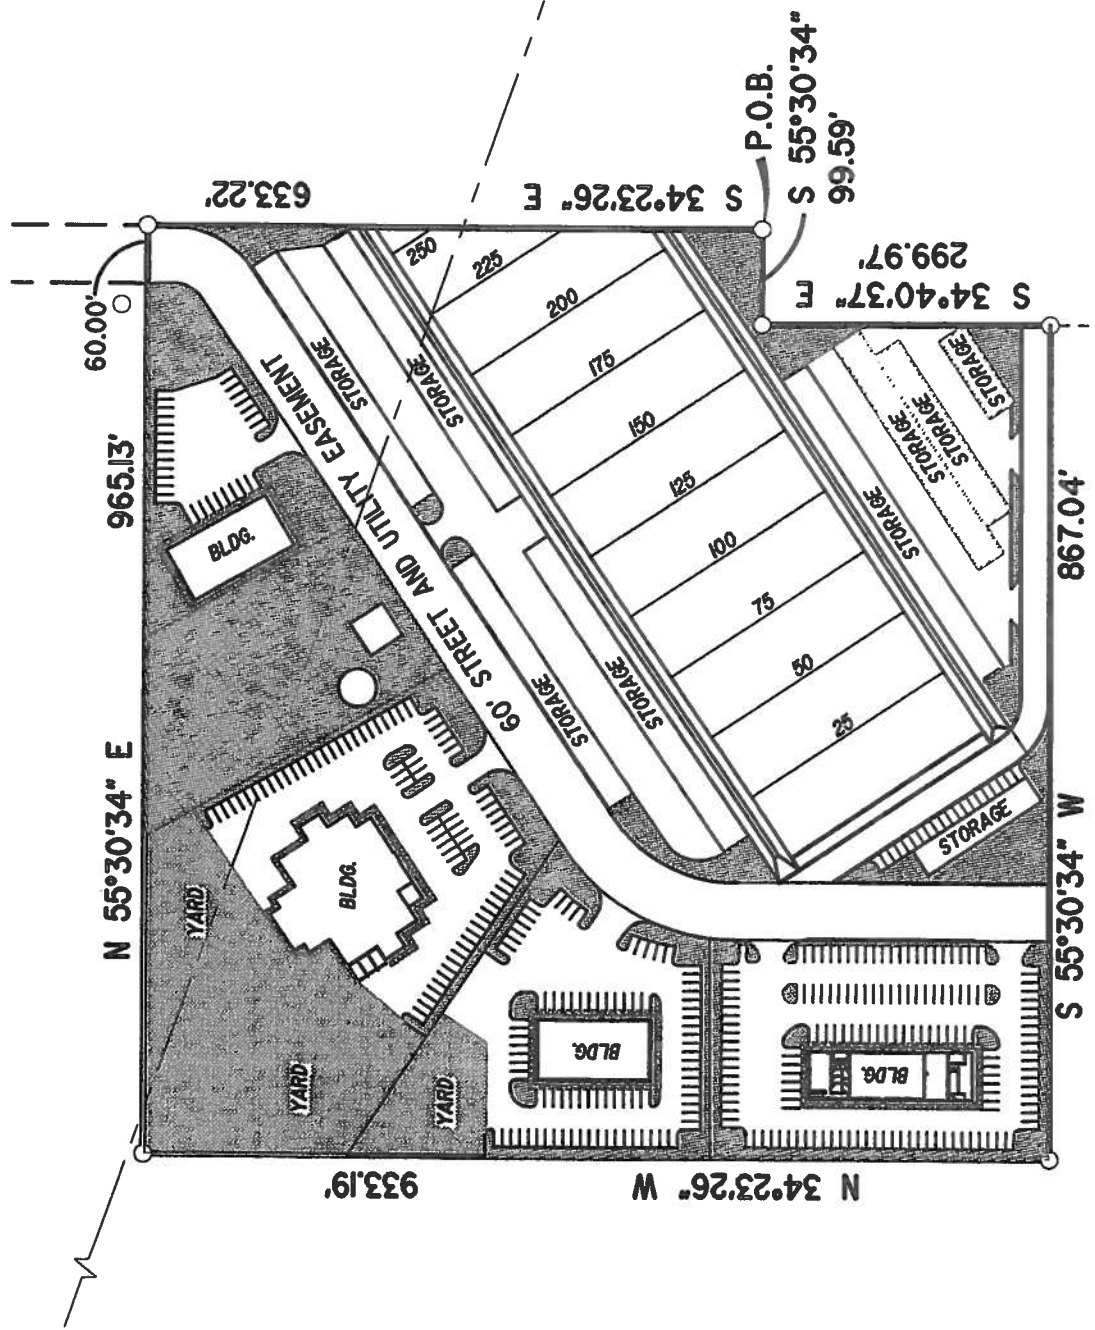 P.O.B.
S 55°30'34"
99.59'
633.22'
S 34°23'26" E
299.97'
S 34°40'37" E
60.00'
965.13'
N 55°30'34" E
867.04'
S 55°30'34" W
933.19'
N 34°23'26" W
60' STREET AND UTILITY EASEMENT
STORAGE
STORAGE
STORAGE
STORAGE
250
225
200
175
150
125
100
75
50
25
STORAGE
STORAGE
STORAGE
STORAGE
STORAGE
BLDG.
BLDG.
BLDG.
BLDG.
YARD
YARD
YARD